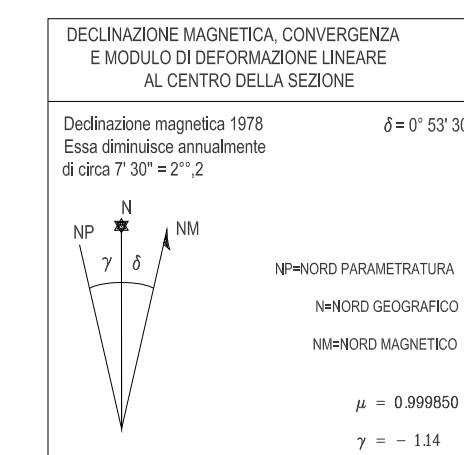 DECLINAZIONE MAGNETICA, CONVERGENZA
E MODULO DI DEFORMAZIONE LINEARE
AL CENTRO DELLA SEZIONE
Declinazione magnetica 1978
δ = 0° 53' 30
Essa diminuisce annualmente
di circa 7' 30" = 2°°,2
N
NP
NM
γ
δ
NP=NORD PARAMETRATURA
N=NORD GEOGRAFICO
NM=NORD MAGNETICO
μ = 0.999850
γ = - 1.14